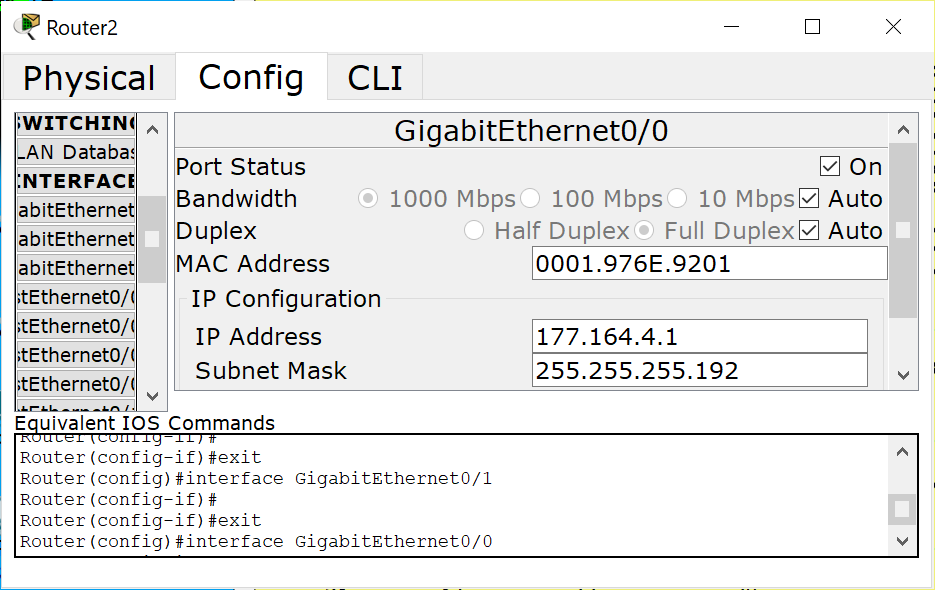 Router2
Physical Config CLI
SWITCHING
LAN Databas
INTERFACE
abitEthernet
abitEthernet
abitEthernet
stEthernet0/0
stEthernet0/0
stEthernet0/0
stEthernet0/0
GigabitEthernet0/0
Port Status On
Bandwidth 1000 Mbps 100 Mbps 10 Mbps Auto
Duplex Half Duplex Full Duplex Auto
MAC Address 0001.976E.9201
IP Configuration
IP Address 177.164.4.1
Subnet Mask 255.255.255.192
Equivalent IOS Commands
Router(config-if)#
Router(config-if)#exit
Router(config)#interface GigabitEthernet0/1
Router(config-if)#
Router(config-if)#exit
Router(config)#interface GigabitEthernet0/0